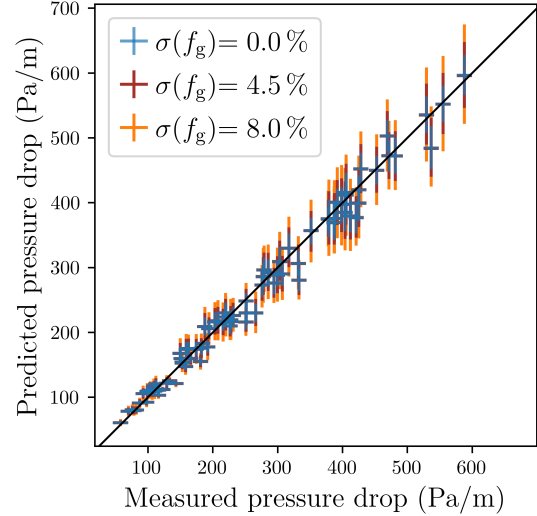 700
600
500
400
300
200
100
Predicted pressure drop (Pa/m)
σ(f_g)= 0.0 %
σ(f_g)= 4.5 %
σ(f_g)= 8.0 %
100 200 300 400 500 600
Measured pressure drop (Pa/m)